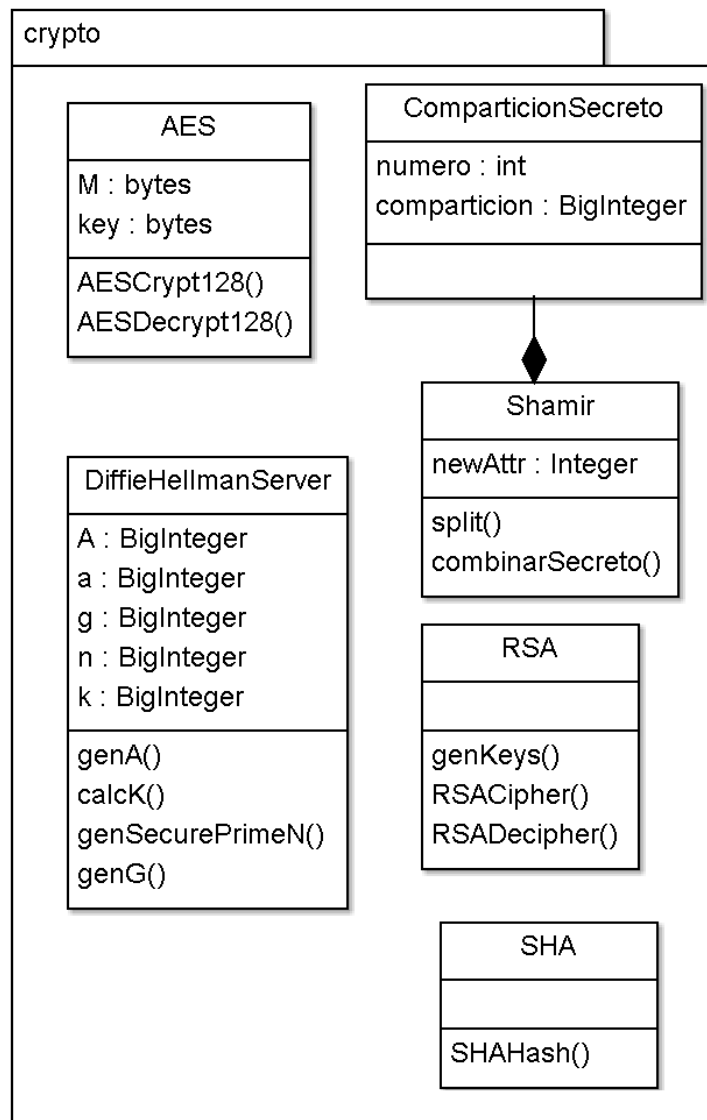 crypto
AES
M : bytes
key : bytes
AESCrypt128()
AESDecrypt128()
ComparticionSecreto
numero : int
comparticion : BigInteger
Shamir
newAttr : Integer
split()
combinarSecreto()
DiffieHellmanServer
A : BigInteger
a : BigInteger
g : BigInteger
n : BigInteger
k : BigInteger
genA()
calcK()
genSecurePrimeN()
genG()
RSA
genKeys()
RSACipher()
RSADecipher()
SHA
SHAHash()